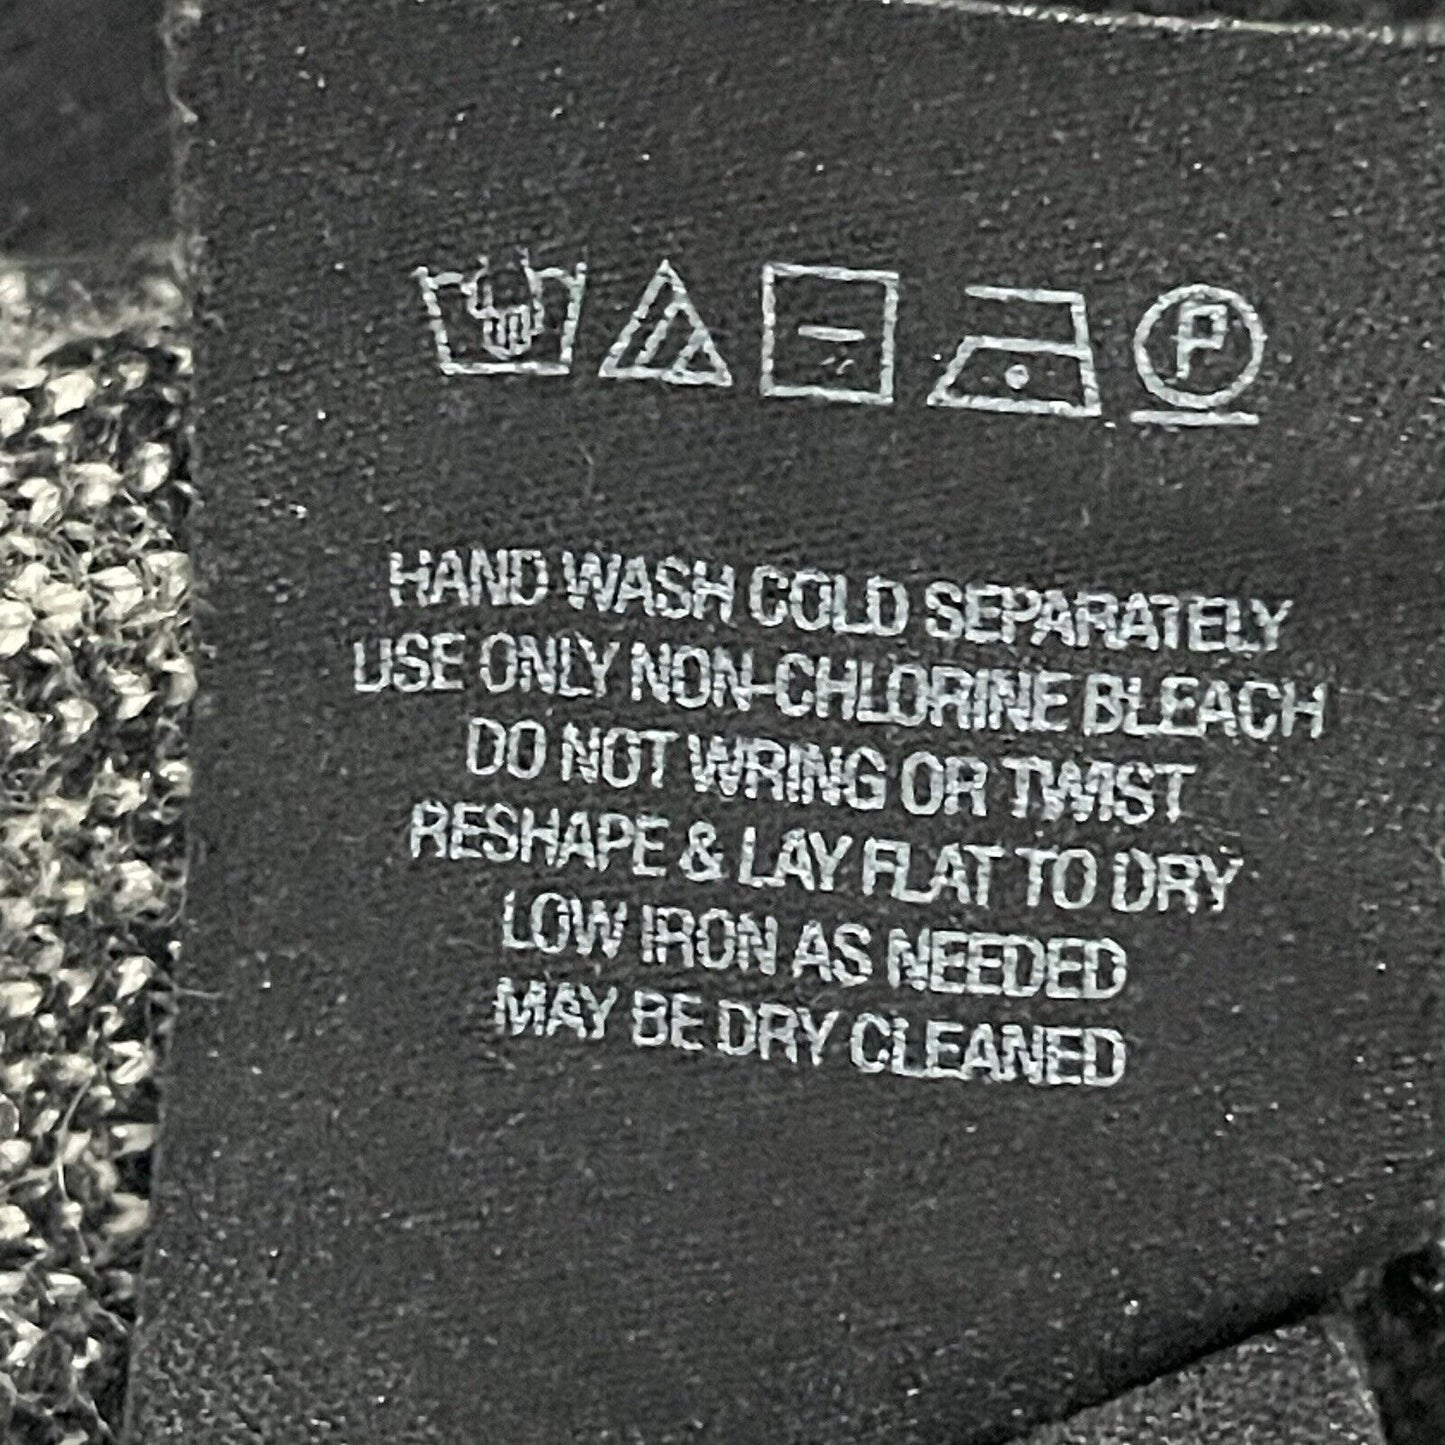 P
HAND WASH COLD SEPARATELY
USE ONLY NON-CHLORINE BLEACH
DO NOT WRING OR TWIST
RESHAPE & LAY FLAT TO DRY
LOW IRON AS NEEDED
MAY BE DRY CLEANED